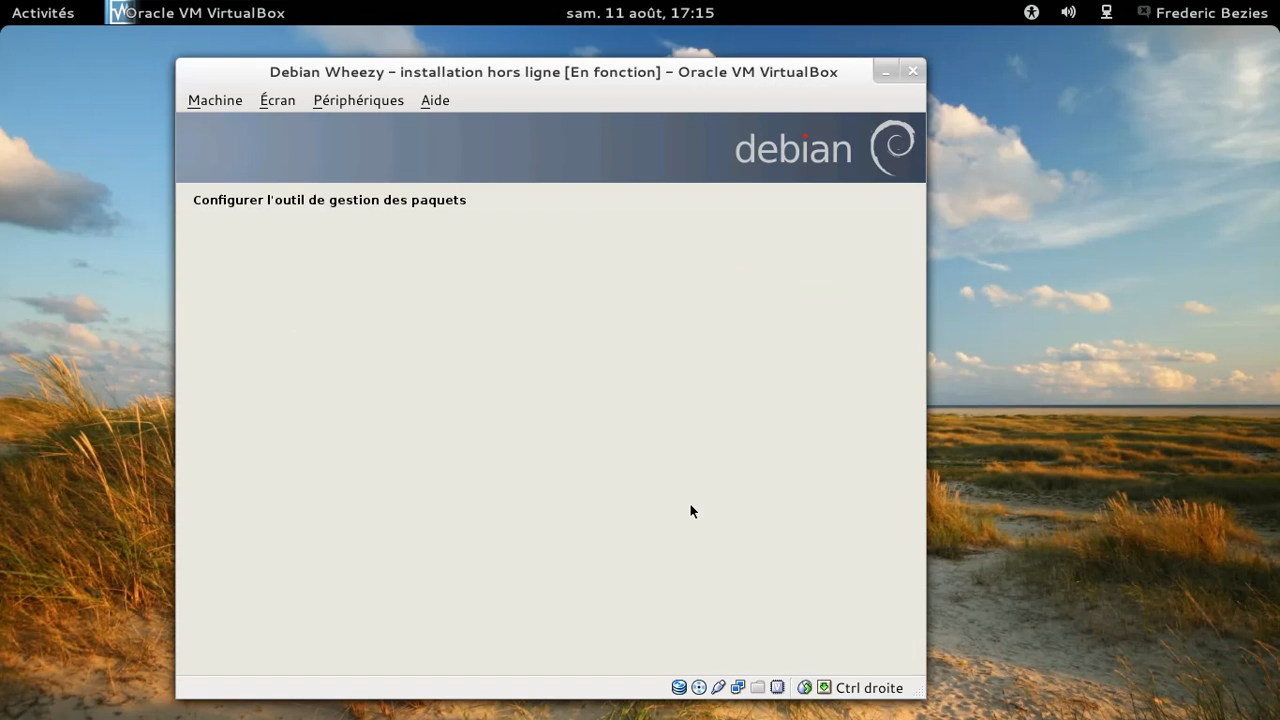 Activités
Oracle VM VirtualBox
sam. 11 août, 17:15
Frederic Bezies
Debian Wheezy – installation hors ligne [En fonction] – Oracle VM VirtualBox
Machine Écran Périphériques Aide
debian
Configurer l'outil de gestion des paquets
Ctrl droite